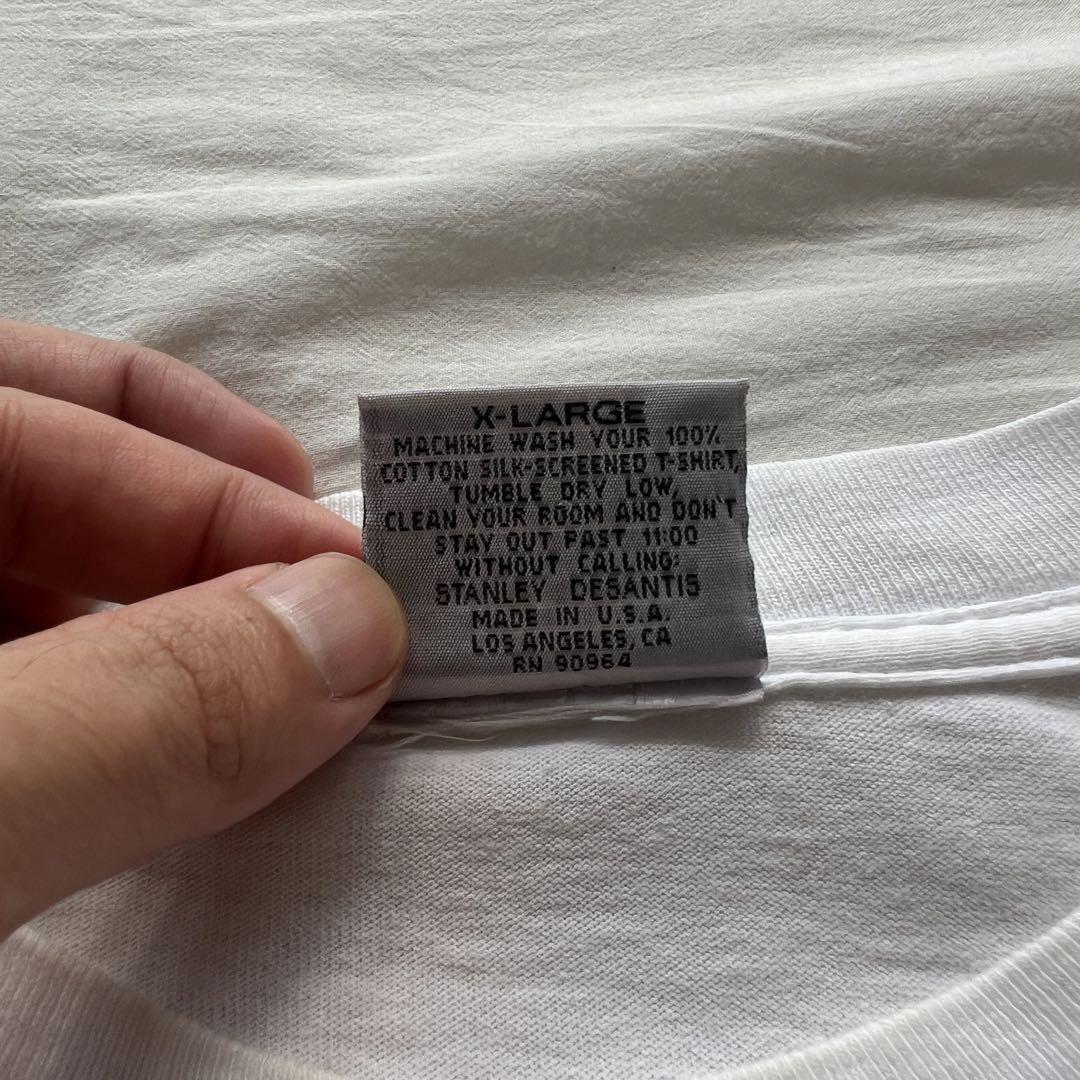 X-LARGE
MACHINE WASH YOUR 100%
COTTON SILK-SCREENED T-SHIRT,
TUMBLE DRY LOW,
CLEAN YOUR ROOM AND DON'T
STAY OUT PAST 11:00
WITHOUT CALLING:
STANLEY DESANTIS
MADE IN U.S.A.
LOS ANGELES, CA
RN 90964